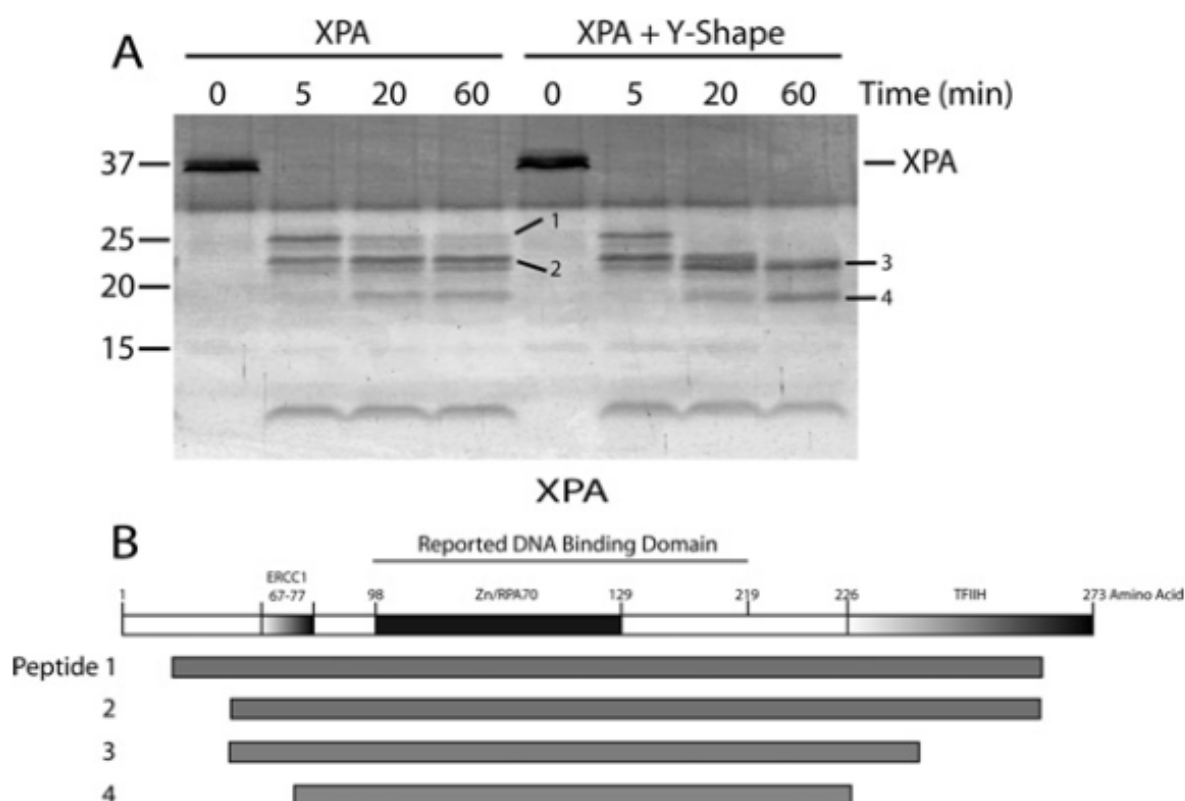 A
XPA XPA + Y-Shape
0 5 20 60 0 5 20 60 Time (min)
37 XPA
1
25
2
3
20
4
15
XPA
B
Reported DNA Binding Domain
ERCC1
1 67-77 98 Zn/RPA70 129 219 226 TFIIH 273 Amino Acid
Peptide 1
2
3
4